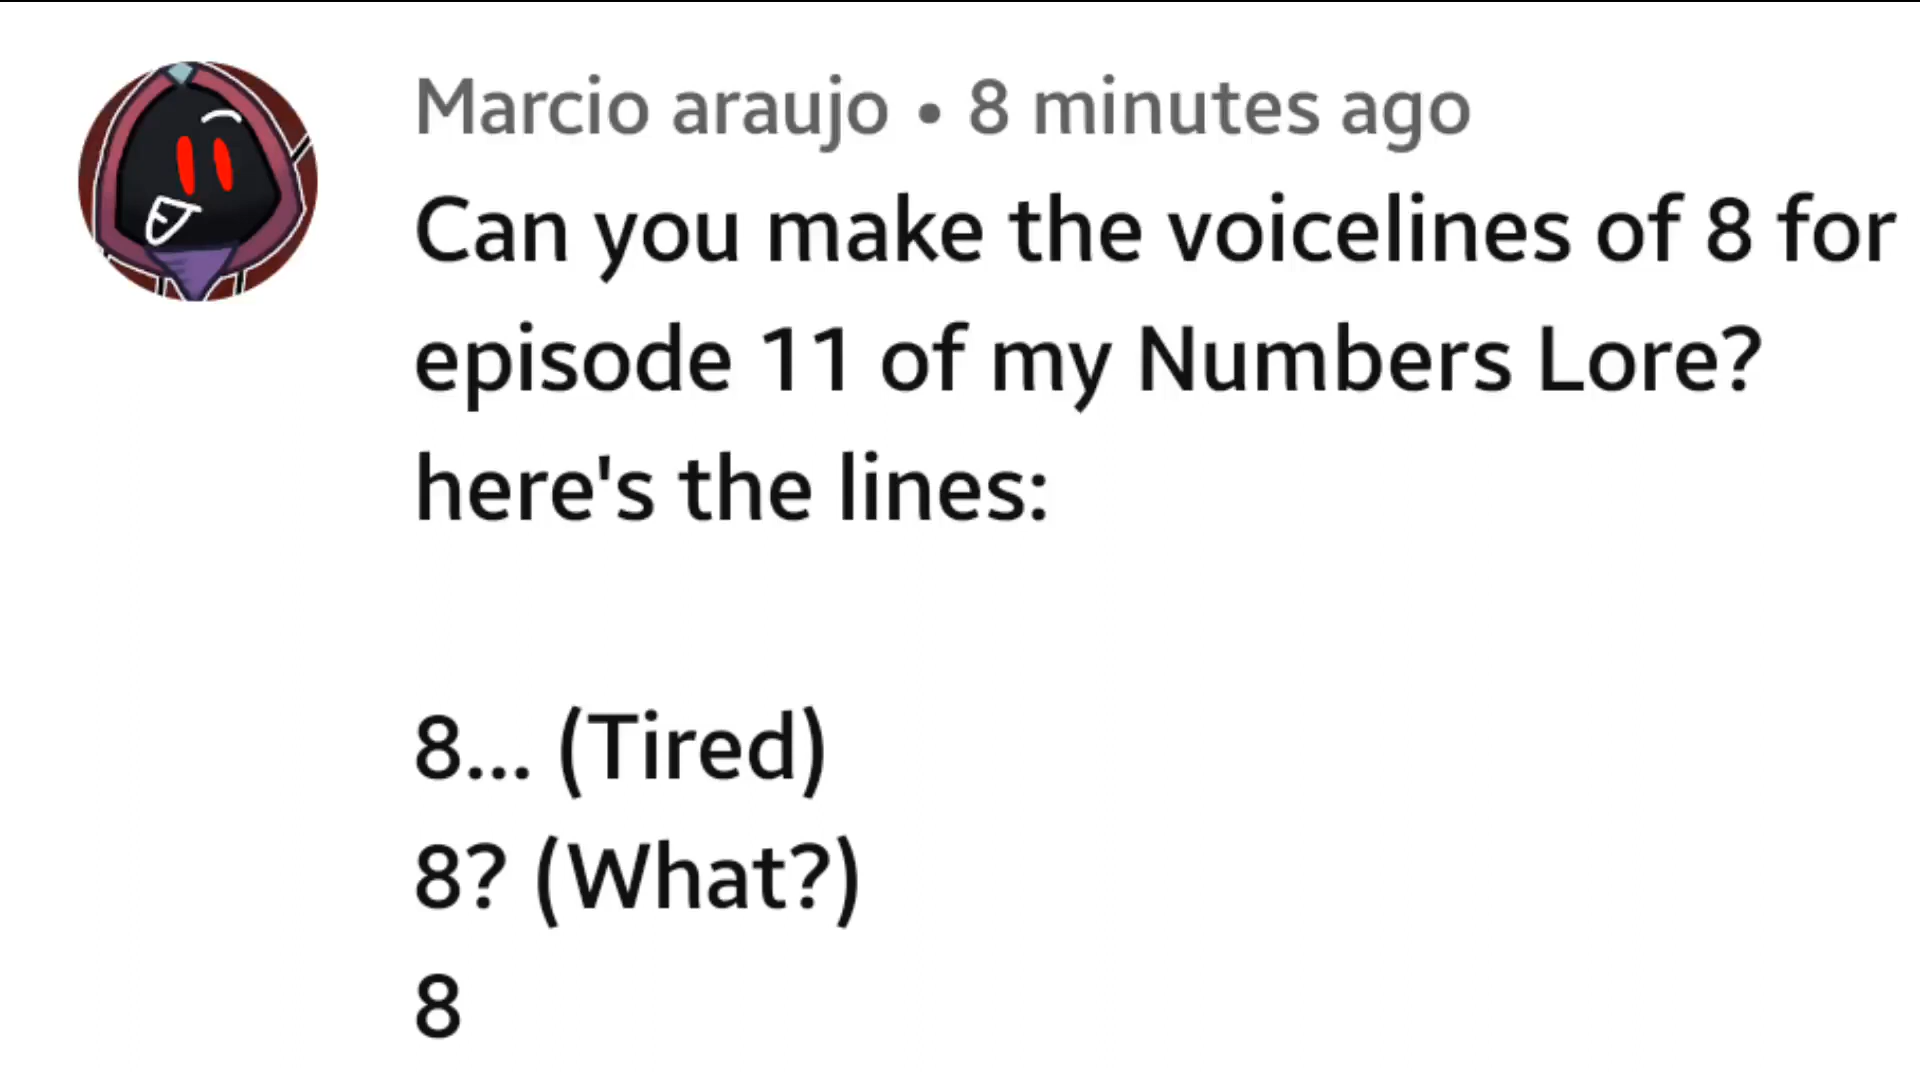 Marcio araujo • 8 minutes ago
Can you make the voicelines of 8 for
episode 11 of my Numbers Lore?
here's the lines:
8... (Tired)
8? (What?)
8